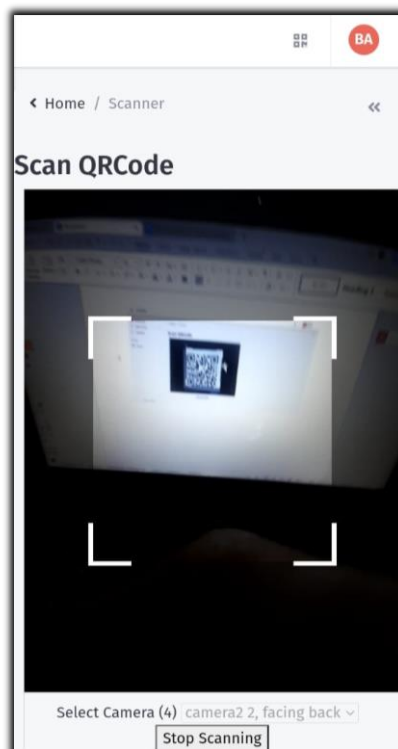 BA
Home / Scanner
«
Scan QRCode
Select Camera (4) camera2 2, facing back
Stop Scanning